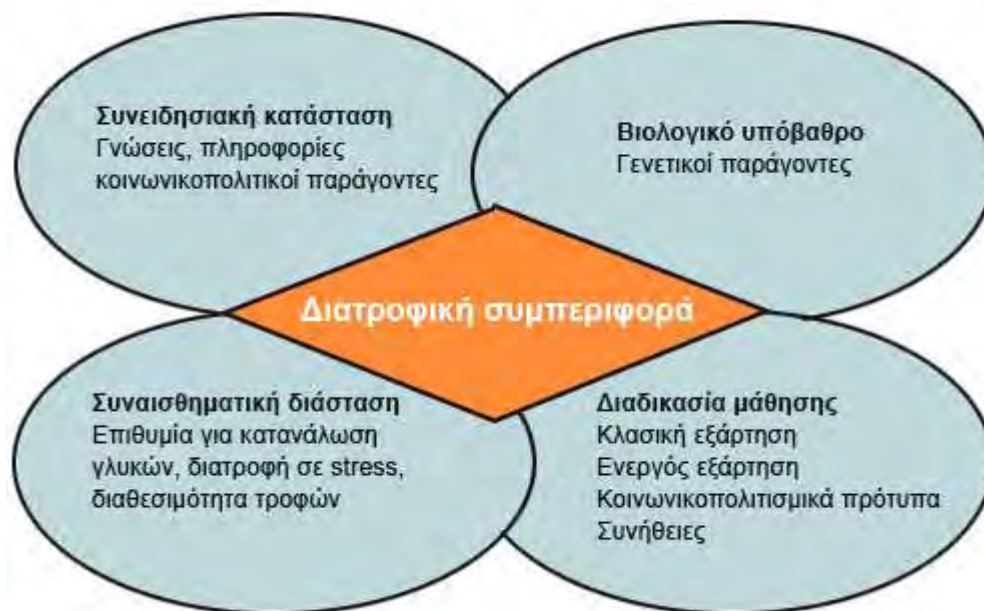 Συνειδησιακή κατάσταση
Γνώσεις, πληροφορίες
κοινωνικοπολιτικοί παράγοντες
Βιολογικό υπόβαθρο
Γενετικοί παράγοντες
Διατροφική συμπεριφορά
Συναισθηματική διάσταση
Επιθυμία για κατανάλωση
γλυκών, διατροφή σε stress,
διαθεσιμότητα τροφών
Διαδικασία μάθησης
Κλασική εξάρτηση
Ενεργός εξάρτηση
Κοινωνικοπολιτισμικά πρότυπα
Συνήθειες